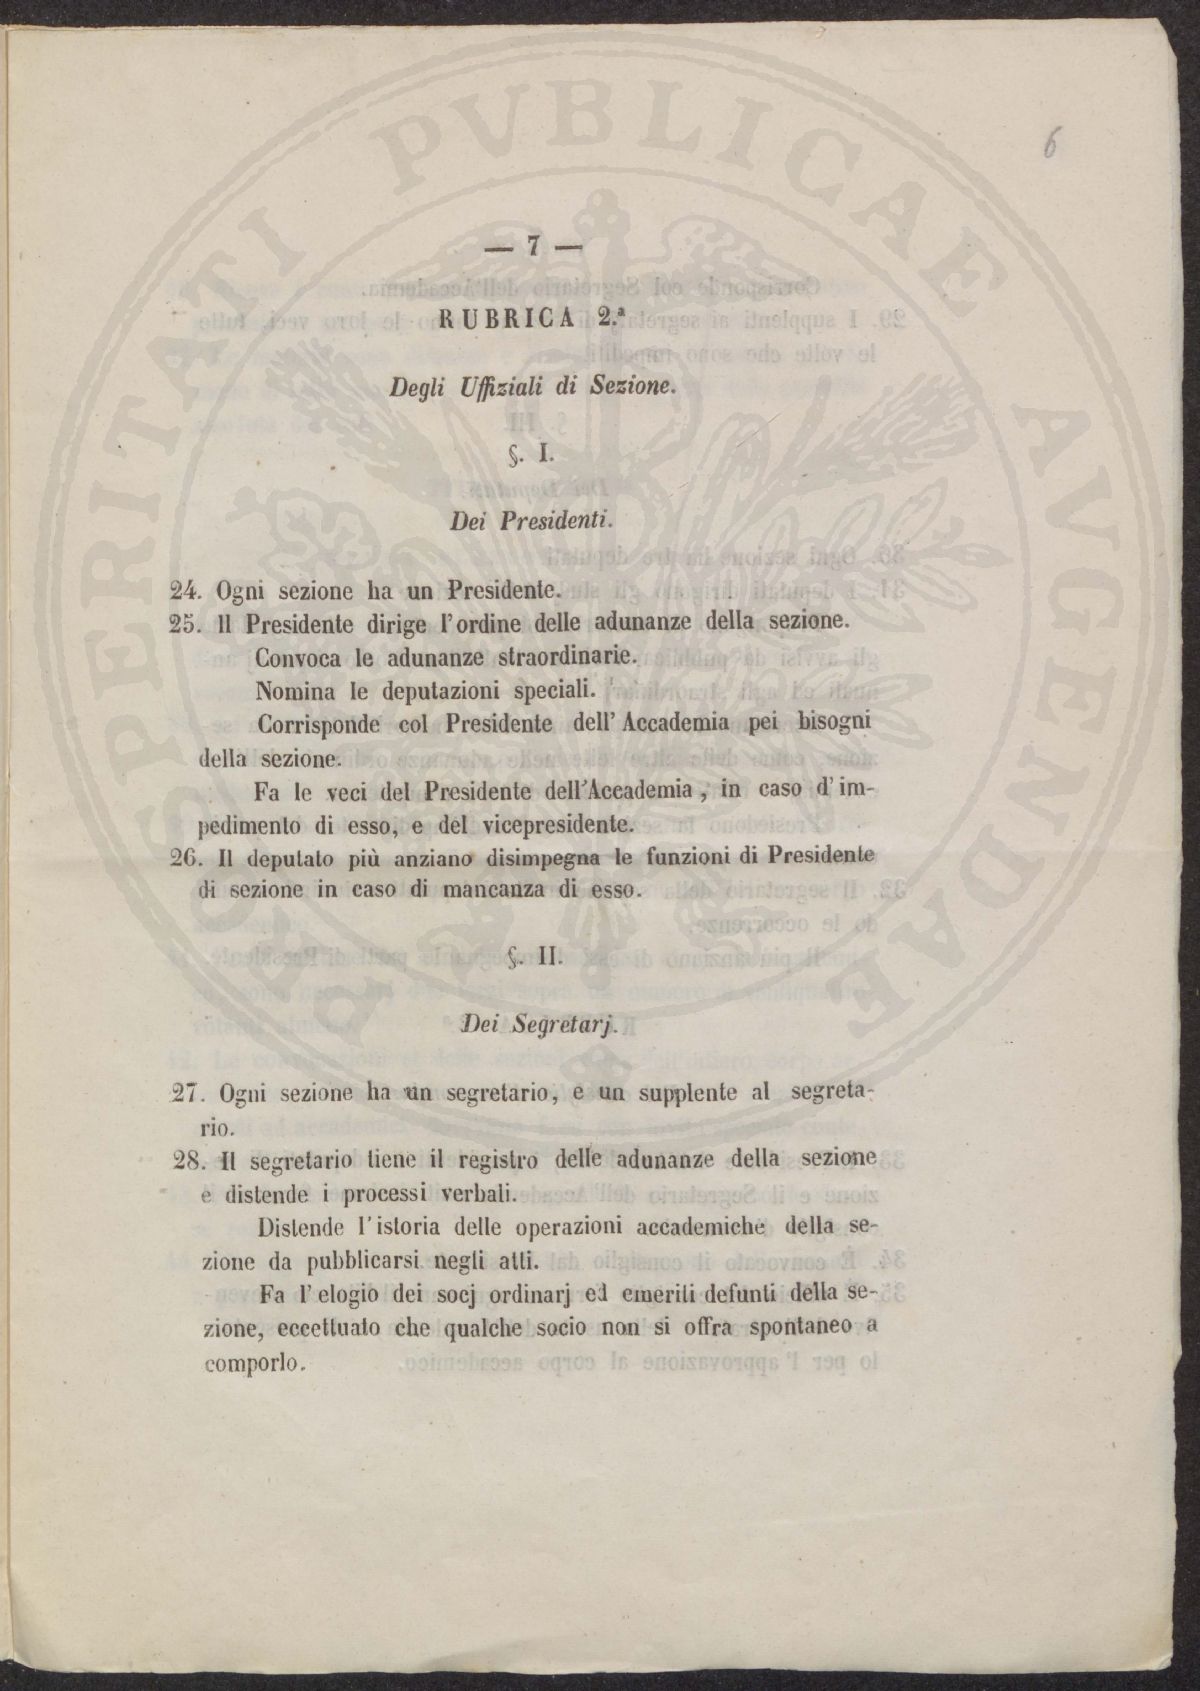 PROSPERITATI PUBLICAE AUGENDAE
6
— 7 —
RUBRICA 2.ª
Degli Uffiziali di Sezione.
§. I.
Dei Presidenti.
24. Ogni sezione ha un Presidente.
25. Il Presidente dirige l'ordine delle adunanze della sezione.
Convoca le adunanze straordinarie.
Nomina le deputazioni speciali.
Corrisponde col Presidente dell'Accademia pei bisogni
della sezione.
Fa le veci del Presidente dell'Accademia, in caso d'im-
pedimento di esso, e del vicepresidente.
26. Il deputato più anziano disimpegna le funzioni di Presidente
di sezione in caso di mancanza di esso.
§. II.
Dei Segretarj.
27. Ogni sezione ha un segretario, e un supplente al segreta-
rio.
28. Il segretario tiene il registro delle adunanze della sezione
e distende i processi verbali.
Distende l'istoria delle operazioni accademiche della se-
zione da pubblicarsi negli atti.
Fa l'elogio dei socj ordinarj ed emeriti defunti della se-
zione, eccettuato che qualche socio non si offra spontaneo a
comporlo.